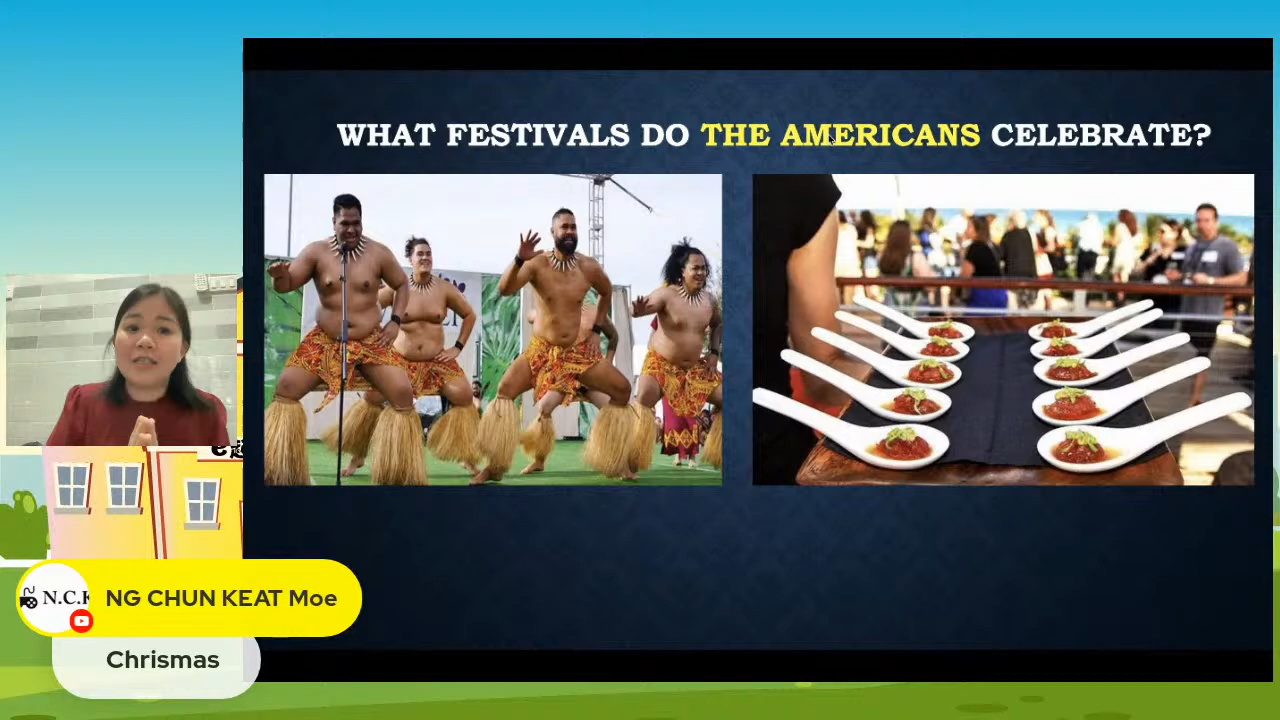 WHAT FESTIVALS DO THE AMERICANS CELEBRATE?
N.C.K
NG CHUN KEAT Moe
Chrismas